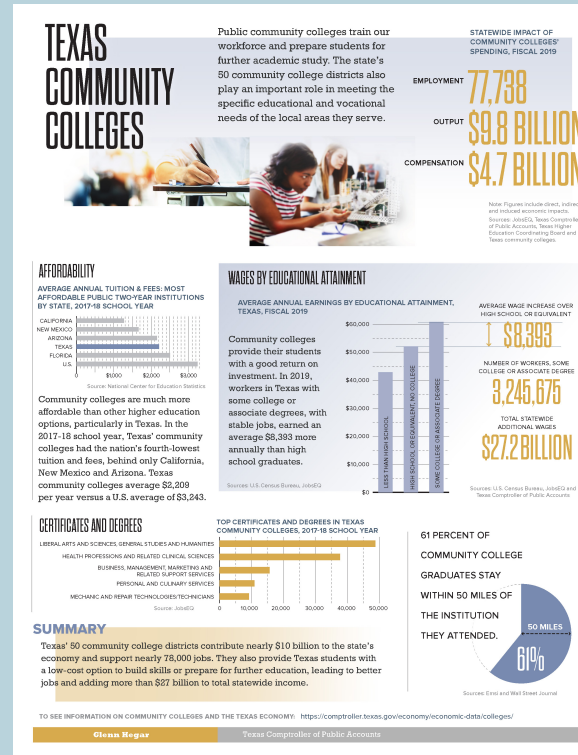 TEXAS
COMMUNITY
COLLEGES
Public community colleges train our
workforce and prepare students for
further academic study. The state's
50 community college districts also
play an important role in meeting the
specific educational and vocational
needs of the local areas they serve.
STATEWIDE IMPACT OF
COMMUNITY COLLEGES'
SPENDING, FISCAL 2019
EMPLOYMENT 77,738
OUTPUT $9.8 BILLION
COMPENSATION $4.7 BILLION
Note: Figures include direct, indirec
and induced economic impacts.
Sources: JobsEQ, Texas Comptrolle
of Public Accounts, Texas Higher
Education Coordinating Board and
Texas community colleges.
AFFORDABILITY
AVERAGE ANNUAL TUITION & FEES: MOST
AFFORDABLE PUBLIC TWO-YEAR INSTITUTIONS
BY STATE, 2017-18 SCHOOL YEAR
CALIFORNIA
NEW MEXICO
ARIZONA
TEXAS
FLORIDA
U.S.
0 $1,000 $2,000 $3,000
Source: National Center for Education Statistics
Community colleges are much more
affordable than other higher education
options, particularly in Texas. In the
2017-18 school year, Texas' community
colleges had the nation's fourth-lowest
tuition and fees, behind only California,
New Mexico and Arizona. Texas
community colleges average $2,209
per year versus a U.S. average of $3,243.
WAGES BY EDUCATIONAL ATTAINMENT
AVERAGE ANNUAL EARNINGS BY EDUCATIONAL ATTAINMENT,
TEXAS, FISCAL 2019
Community colleges
provide their students
with a good return on
investment. In 2019,
workers in Texas with
some college or
associate degrees, with
stable jobs, earned an
average $8,393 more
annually than high
school graduates.
Sources: U.S. Census Bureau, JobsEQ
$60,000
$50,000
$40,000
$30,000
$20,000
$10,000
$0
LESS THAN HIGH SCHOOL
HIGH SCHOOL OR EQUIVALENT, NO COLLEGE
SOME COLLEGE OR ASSOCIATE DEGREE
AVERAGE WAGE INCREASE OVER
HIGH SCHOOL OR EQUIVALENT
$8,393
NUMBER OF WORKERS, SOME
COLLEGE OR ASSOCIATE DEGREE
3,245,675
TOTAL STATEWIDE
ADDITIONAL WAGES
$27.2 BILLION
Sources: U.S. Census Bureau, JobsEQ and
Texas Comptroller of Public Accounts
CERTIFICATES AND DEGREES
TOP CERTIFICATES AND DEGREES IN TEXAS
COMMUNITY COLLEGES, 2017-18 SCHOOL YEAR
LIBERAL ARTS AND SCIENCES, GENERAL STUDIES AND HUMANITIES
HEALTH PROFESSIONS AND RELATED CLINICAL SCIENCES
BUSINESS, MANAGEMENT, MARKETING AND
RELATED SUPPORT SERVICES
PERSONAL AND CULINARY SERVICES
MECHANIC AND REPAIR TECHNOLOGIES/TECHNICIANS
Source: JobsEQ
0 10,000 20,000 30,000 40,000 50,000
61 PERCENT OF
COMMUNITY COLLEGE
GRADUATES STAY
WITHIN 50 MILES OF
THE INSTITUTION
THEY ATTENDED.
50 MILES
61%
Sources: Emsi and Wall Street Journal
SUMMARY
Texas' 50 community college districts contribute nearly $10 billion to the state's
economy and support nearly 78,000 jobs. They also provide Texas students with
a low-cost option to build skills or prepare for further education, leading to better
jobs and adding more than $27 billion to total statewide income.
TO SEE INFORMATION ON COMMUNITY COLLEGES AND THE TEXAS ECONOMY: https://comptroller.texas.gov/economy/economic-data/colleges/
Glenn Hegar Texas Comptroller of Public Accounts